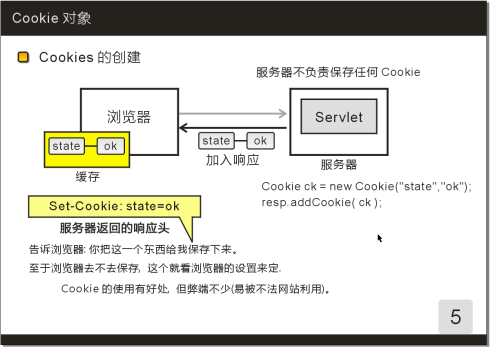 Cookie 对象
Cookies 的创建
服务器不负责保存任何 Cookie
浏览器
Servlet
state
ok
state
ok
加入响应
缓存
服务器
Cookie ck = new Cookie("state","ok");
resp.addCookie( ck );
Set-Cookie: state=ok
服务器返回的响应头
告诉浏览器: 你把这一个东西给我保存下来。
至于浏览器去不去保存, 这个就看浏览器的设置来定.
Cookie 的使用有好处, 但弊端不少(易被不法网站利用)。
5